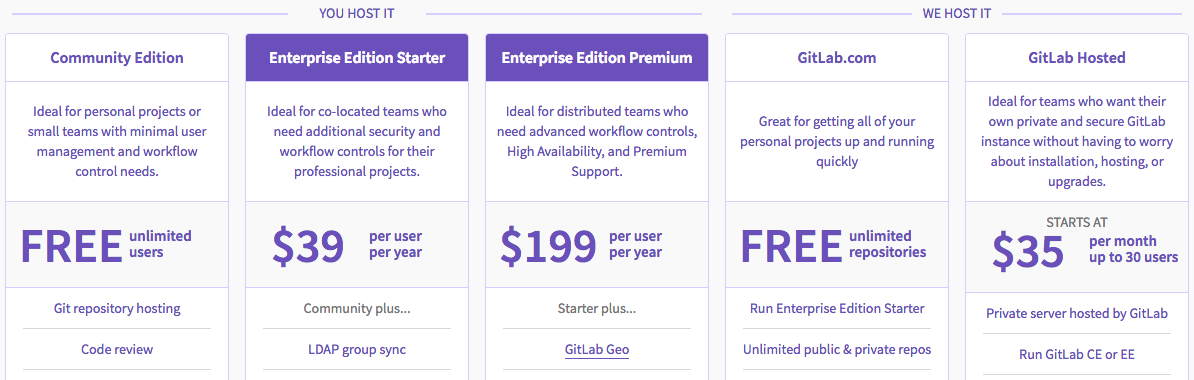 YOU HOST IT
WE HOST IT
Community Edition
Ideal for personal projects or
small teams with minimal user
management and workflow
control needs.
FREE unlimited
users
Git repository hosting
Code review
Enterprise Edition Starter
Ideal for co-located teams who
need additional security and
workflow controls for their
professional projects.
$39 per user
per year
Community plus...
LDAP group sync
Enterprise Edition Premium
Ideal for distributed teams who
need advanced workflow controls,
High Availability, and Premium
Support.
$199 per user
per year
Starter plus...
GitLab Geo
GitLab.com
Great for getting all of your
personal projects up and running
quickly
FREE unlimited
repositories
Run Enterprise Edition Starter
Unlimited public & private repos
GitLab Hosted
Ideal for teams who want their
own private and secure GitLab
instance without having to worry
about installation, hosting, or
upgrades.
STARTS AT
$35 per month
up to 30 users
Private server hosted by GitLab
Run GitLab CE or EE